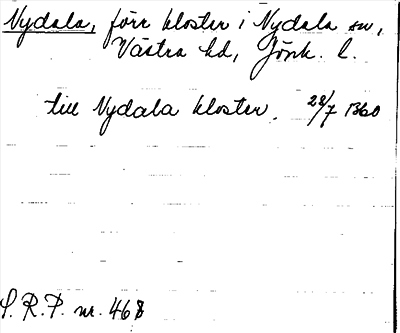 Nydala, förr kloster i Nydala sn,
Västra hd, Jönk. l.
till Nydala kloster. 28/7 1360
S. R. P. nr. 468